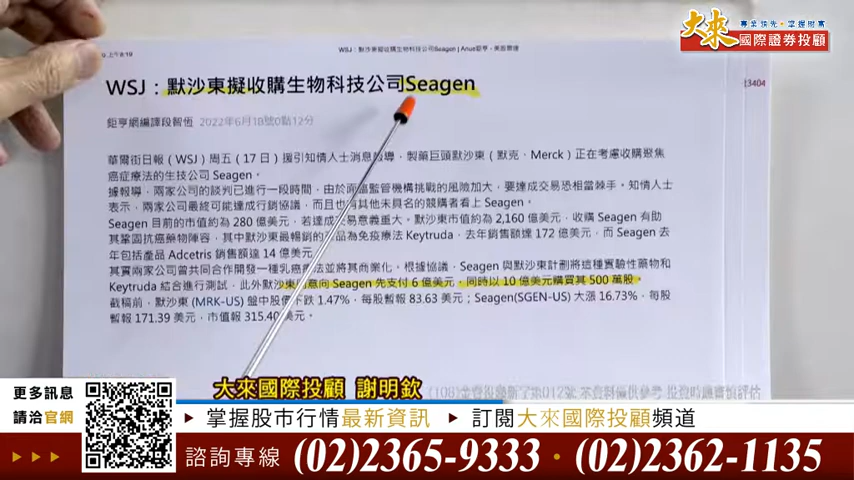 大來 專業領先·掌握財富
國際證券投顧
上午8:19
WSJ：默沙東擬收購生物科技公司Seagen | Anue鉅亨 - 美股雷達
WSJ：默沙東擬收購生物科技公司Seagen
鉅亨網編譯段智恆 2022年6月18號0點12分
華爾街日報（WSJ）周五（17 日）援引知情人士消息報導，製藥巨頭默沙東（默克、Merck）正在考慮收購聚焦
癌症療法的生技公司 Seagen。
據報導，兩家公司的談判已進行一段時間，由於面臨監管機構挑戰的風險加大，要達成交易恐相當棘手。知情人士
表示，兩家公司最終可能達成行銷協議，而且也有其他未具名的競購者看上 Seagen。
Seagen 目前的市值約為 280 億美元，若達成交易意義重大。默沙東市值約為 2,160 億美元，收購 Seagen 有助
其鞏固抗癌藥物陣容，其中默沙東最暢銷的產品為免疫療法 Keytruda，去年銷售額達 172 億美元，而 Seagen 去
年包括產品 Adcetris 銷售額達 14 億美元。
其實兩家公司曾共同合作開發一種乳癌療法並將其商業化。根據協議，Seagen 與默沙東計劃將這種實驗性藥物和
Keytruda 結合進行測試，此外默沙東同意向 Seagen 先支付 6 億美元，同時以 10 億美元購買其 500 萬股。
截稿前，默沙東 (MRK-US) 盤中股價下跌 1.47%，每股暫報 83.63 美元；Seagen(SGEN-US) 大漲 16.73%，每股
暫報 171.39 美元，市值報 315.40 美元。
大來國際投顧 謝明欽
更多訊息
請洽官網
掌握股市行情最新資訊 訂閱大來國際投顧頻道
諮詢專線 (02)2365-9333·(02)2362-1135